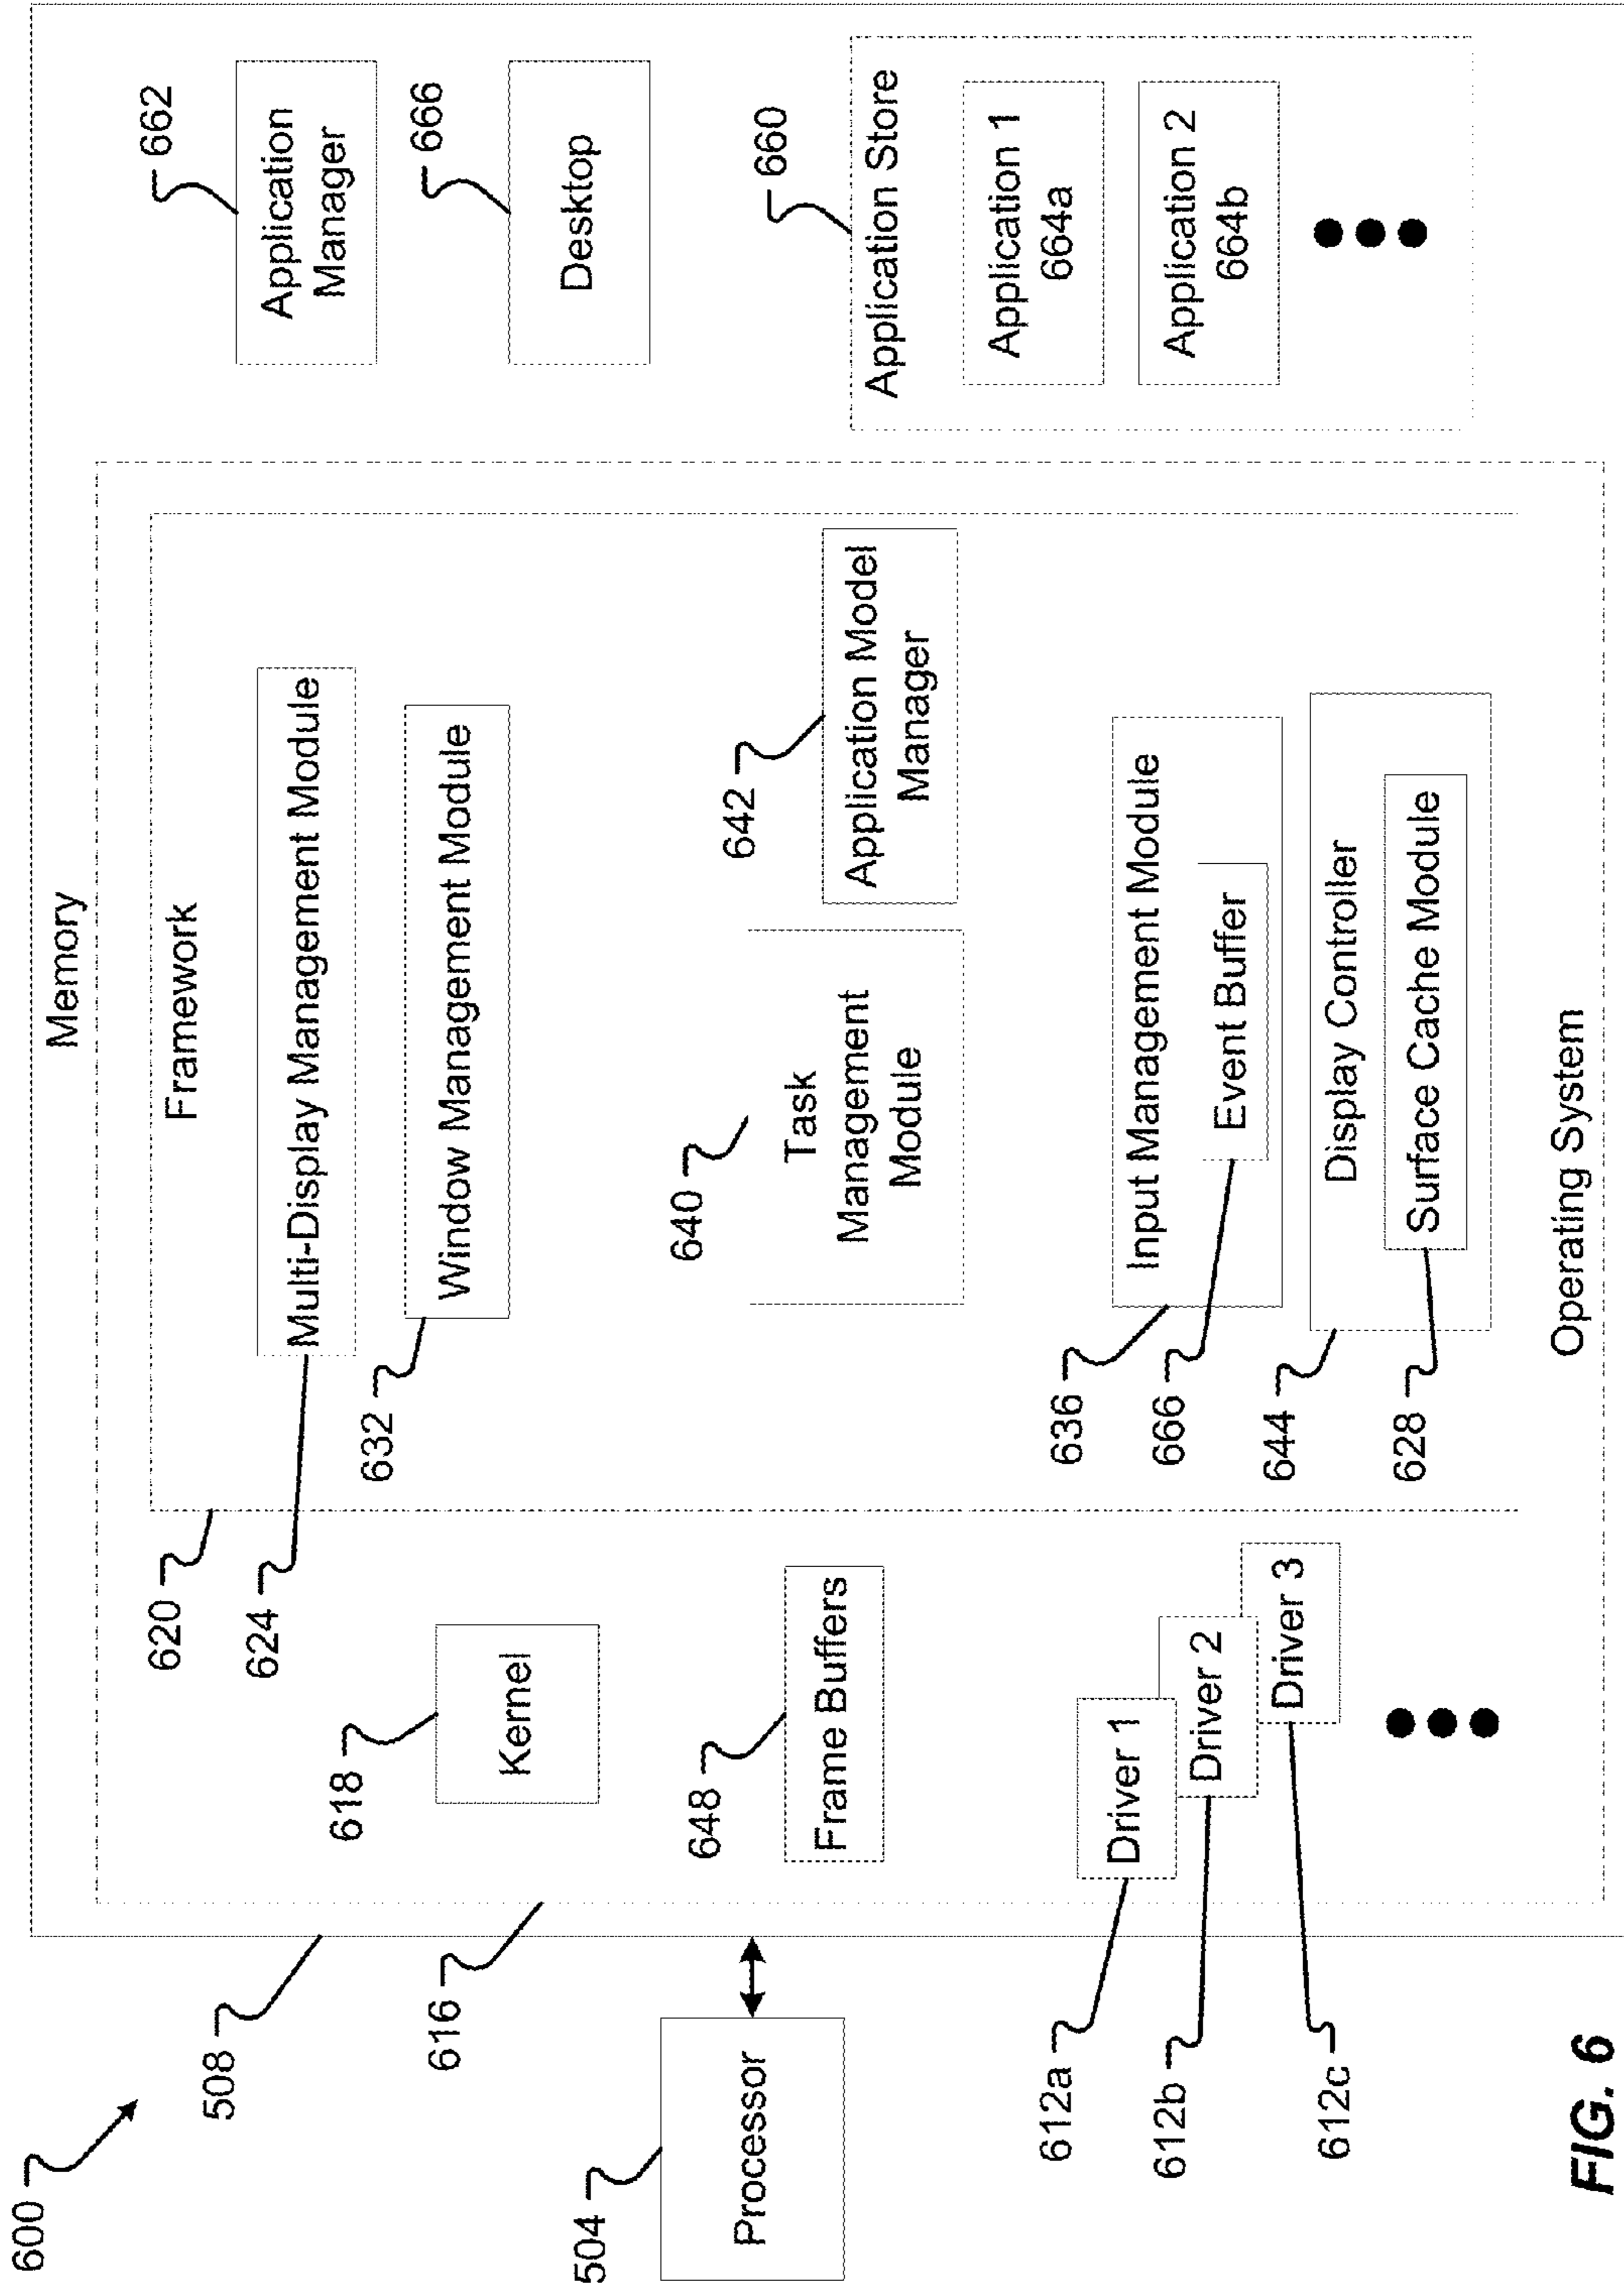 600
508
Memory
616
620
Framework
624
Multi-Display Management Module
632
Window Management Module
662
Application
Manager
666
Desktop
618
Kernel
504
Processor
648
Frame Buffers
640
Task
Management
Module
642
Application Model
Manager
660
Application Store
Application 1
664a
Application 2
664b
612a
Driver 1
612b
Driver 2
612c
Driver 3
636
Input Management Module
666
Event Buffer
644
Display Controller
628
Surface Cache Module
Operating System
FIG. 6